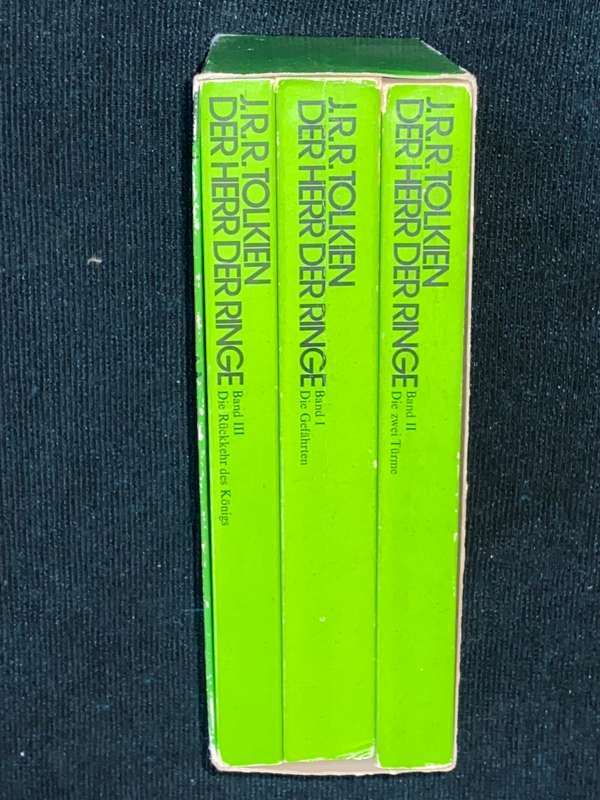 J.R.R. TOLKIEN
DER HERR DER RINGE
Band III
Die Rückkehr des Königs
J.R.R. TOLKIEN
DER HERR DER RINGE
Band I
Die Gefährten
J.R.R. TOLKIEN
DER HERR DER RINGE
Band II
Die zwei Türme